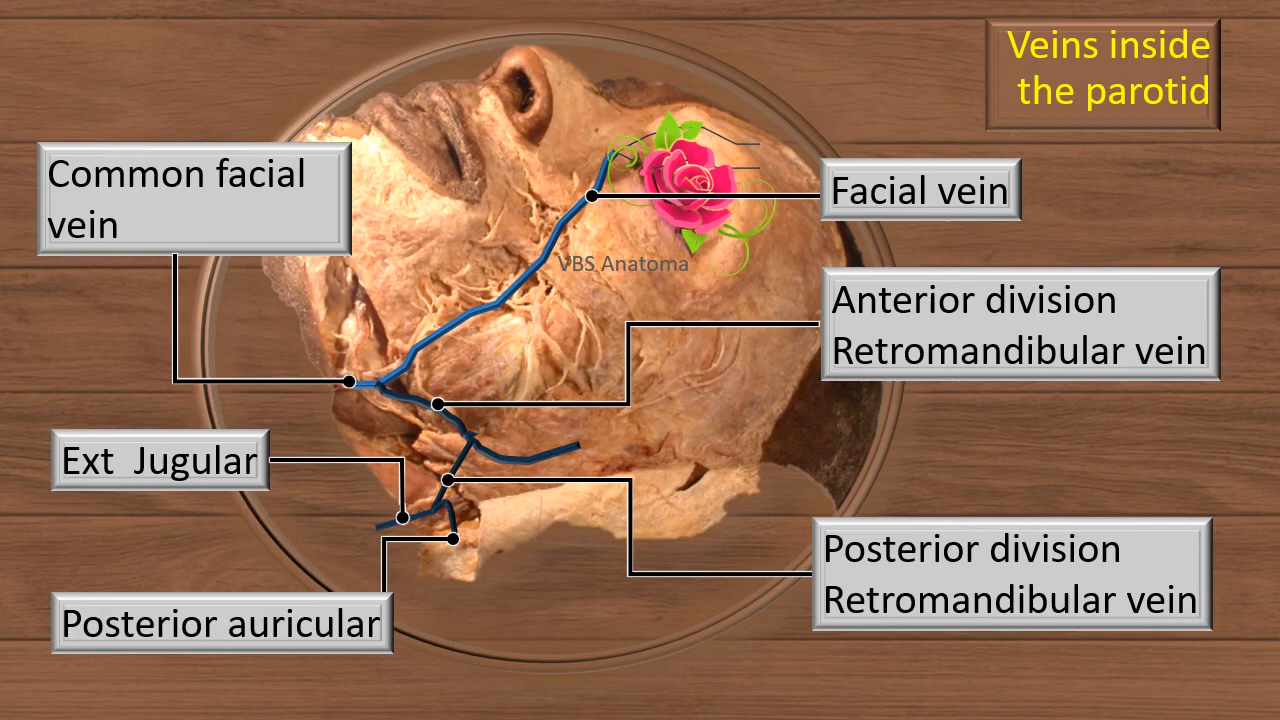 Veins inside
the parotid
Common facial
vein
Facial vein
VBS Anatoma
Anterior division
Retromandibular vein
Ext  Jugular
Posterior division
Retromandibular vein
Posterior auricular